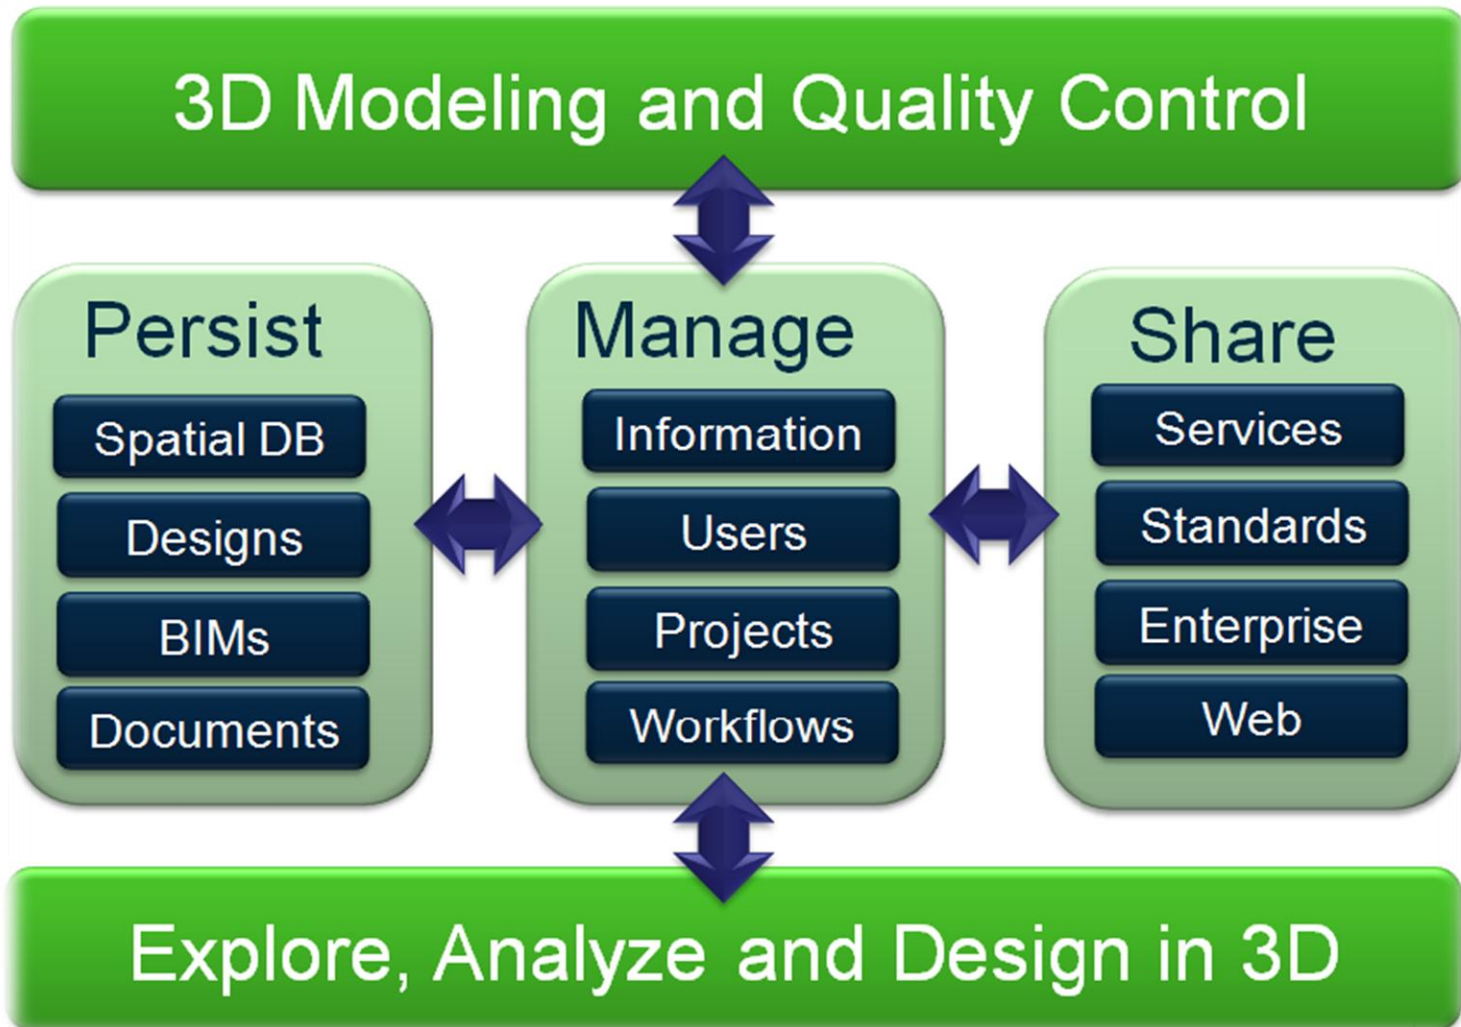 3D Modeling and Quality Control
Persist
Spatial DB
Designs
BIMs
Documents
Manage
Information
Users
Projects
Workflows
Share
Services
Standards
Enterprise
Web
Explore, Analyze and Design in 3D